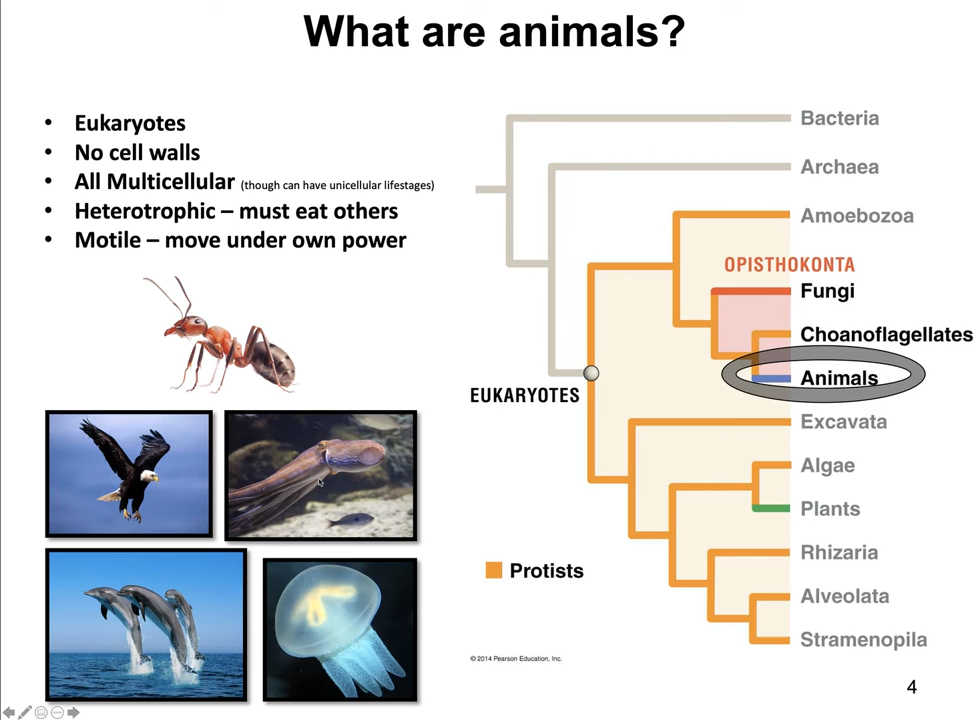 What are animals?
• Eukaryotes
• No cell walls
• All Multicellular (though can have unicellular lifestages)
• Heterotrophic – must eat others
• Motile – move under own power
Bacteria
Archaea
Amoebozoa
OPISTHOKONTA
Fungi
Choanoflagellates
Animals
EUKARYOTES
Excavata
Algae
Plants
Rhizaria
Protists
Alveolata
Stramenopila
© 2014 Pearson Education, Inc.
4